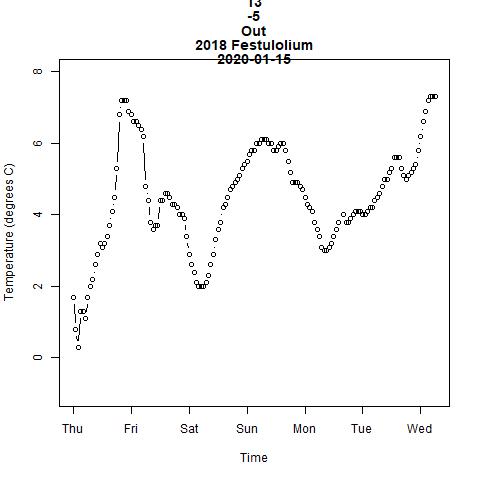 13
-5
Out
2018 Festulolium
2020-01-15
Temperature (degrees C)
8
6
4
2
0
Thu Fri Sat Sun Mon Tue Wed
Time